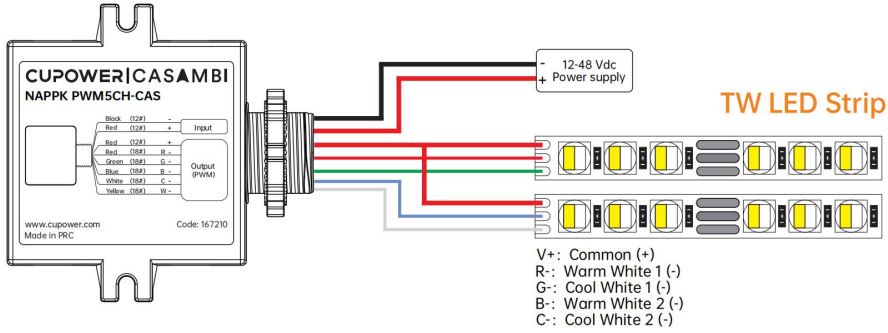 CUPOWER|CASAMBI
NAPPK PWM5CH-CAS
Black (12#) -
Red (12#) +
Input
Red (12#) +
Red (18#) R -
Green (18#) G -
Blue (18#) B -
White (18#) C -
Yellow (18#) W -
Output
(PWM)
www.cupower.com
Code: 167210
Made in PRC
- 12-48 Vdc
+ Power supply
TW LED Strip
V+: Common (+)
R-: Warm White 1 (-)
G-: Cool White 1 (-)
B-: Warm White 2 (-)
C-: Cool White 2 (-)